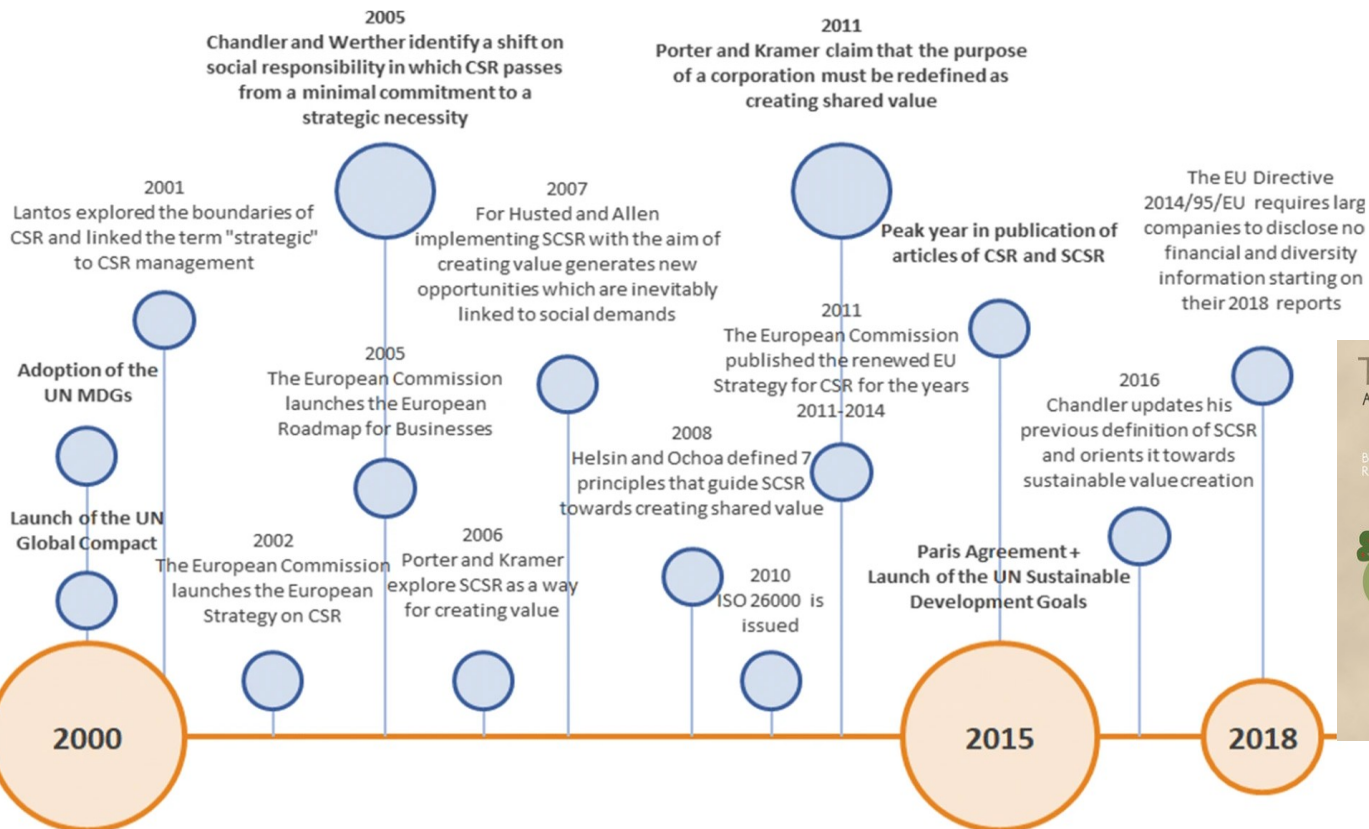 2005
Chandler and Werther identify a shift on
social responsibility in which CSR passes
from a minimal commitment to a
strategic necessity
2011
Porter and Kramer claim that the purpose
of a corporation must be redefined as
creating shared value
2001
Lantos explored the boundaries of
CSR and linked the term "strategic"
to CSR management
2007
For Husted and Allen
implementing SCSR with the aim of
creating value generates new
opportunities which are inevitably
linked to social demands
Peak year in publication of
articles of CSR and SCSR
The EU Directive
2014/95/EU requires larg
companies to disclose no
financial and diversity
information starting on
their 2018 reports
Adoption of the
UN MDGs
2005
The European Commission
launches the European
Roadmap for Businesses
2011
The European Commission
published the renewed EU
Strategy for CSR for the years
2011-2014
2016
Chandler updates his
previous definition of SCSR
and orients it towards
sustainable value creation
2008
Helsin and Ochoa defined 7
principles that guide SCSR
towards creating shared value
Launch of the UN
Global Compact
2002
The European Commission
launches the European
Strategy on CSR
2006
Porter and Kramer
explore SCSR as a way
for creating value
2010
ISO 26000 is
issued
Paris Agreement +
Launch of the UN Sustainable
Development Goals
2000
2015
2018